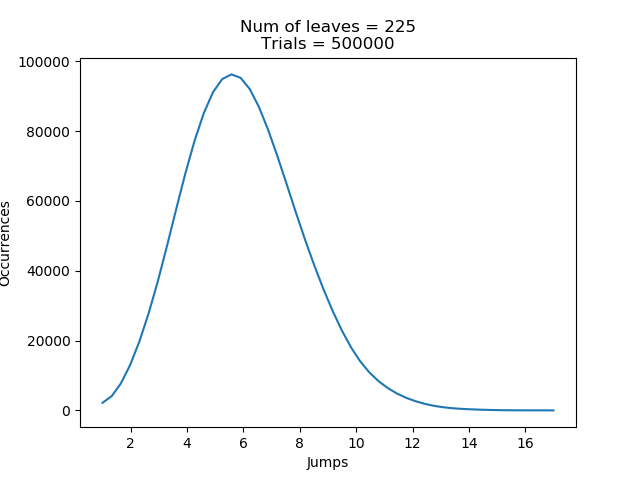 Num of leaves = 225
Trials = 500000
100000
80000
60000
40000
20000
0
Occurrences
2 4 6 8 10 12 14 16
Jumps